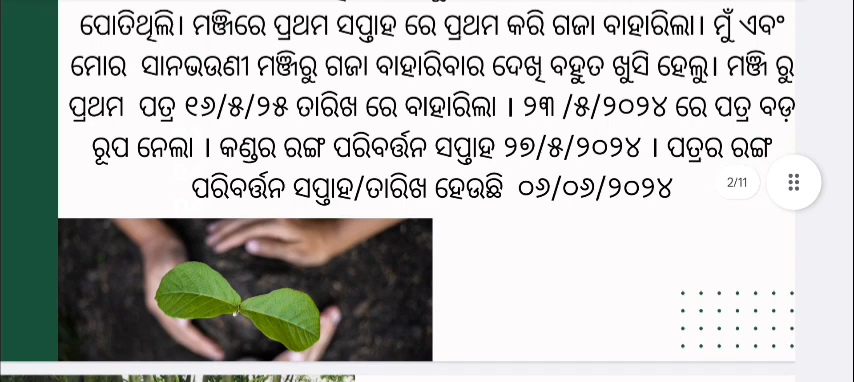 ପୋତିଥିଲି। ମଞ୍ଜିରେ ପ୍ରଥମ ସପ୍ତାହ ରେ ପ୍ରଥମ କରି ଗଜା ବାହାରିଲା। ମୁଁ ଏବଂ
ମୋର ସାନଭଉଣୀ ମଞ୍ଜିରୁ ଗଜା ବାହାରିବାର ଦେଖି ବହୁତ ଖୁସି ହେଲୁ। ମଞ୍ଜି ରୁ
ପ୍ରଥମ ପତ୍ର ୧୬/୫/୨୫ ତାରିଖ ରେ ବାହାରିଲା । ୨୩ /୫/୨୦୨୪ ରେ ପତ୍ର ବଡ଼
ରୂପ ନେଲା । କଣ୍ଡର ରଙ୍ଗ ପରିବର୍ତ୍ତନ ସପ୍ତାହ ୨୭/୫/୨୦୨୪ । ପତ୍ରର ରଙ୍ଗ
ପରିବର୍ତ୍ତନ ସପ୍ତାହ/ତାରିଖ ହେଉଛି ୦୬/୦୬/୨୦୨୪
2/11